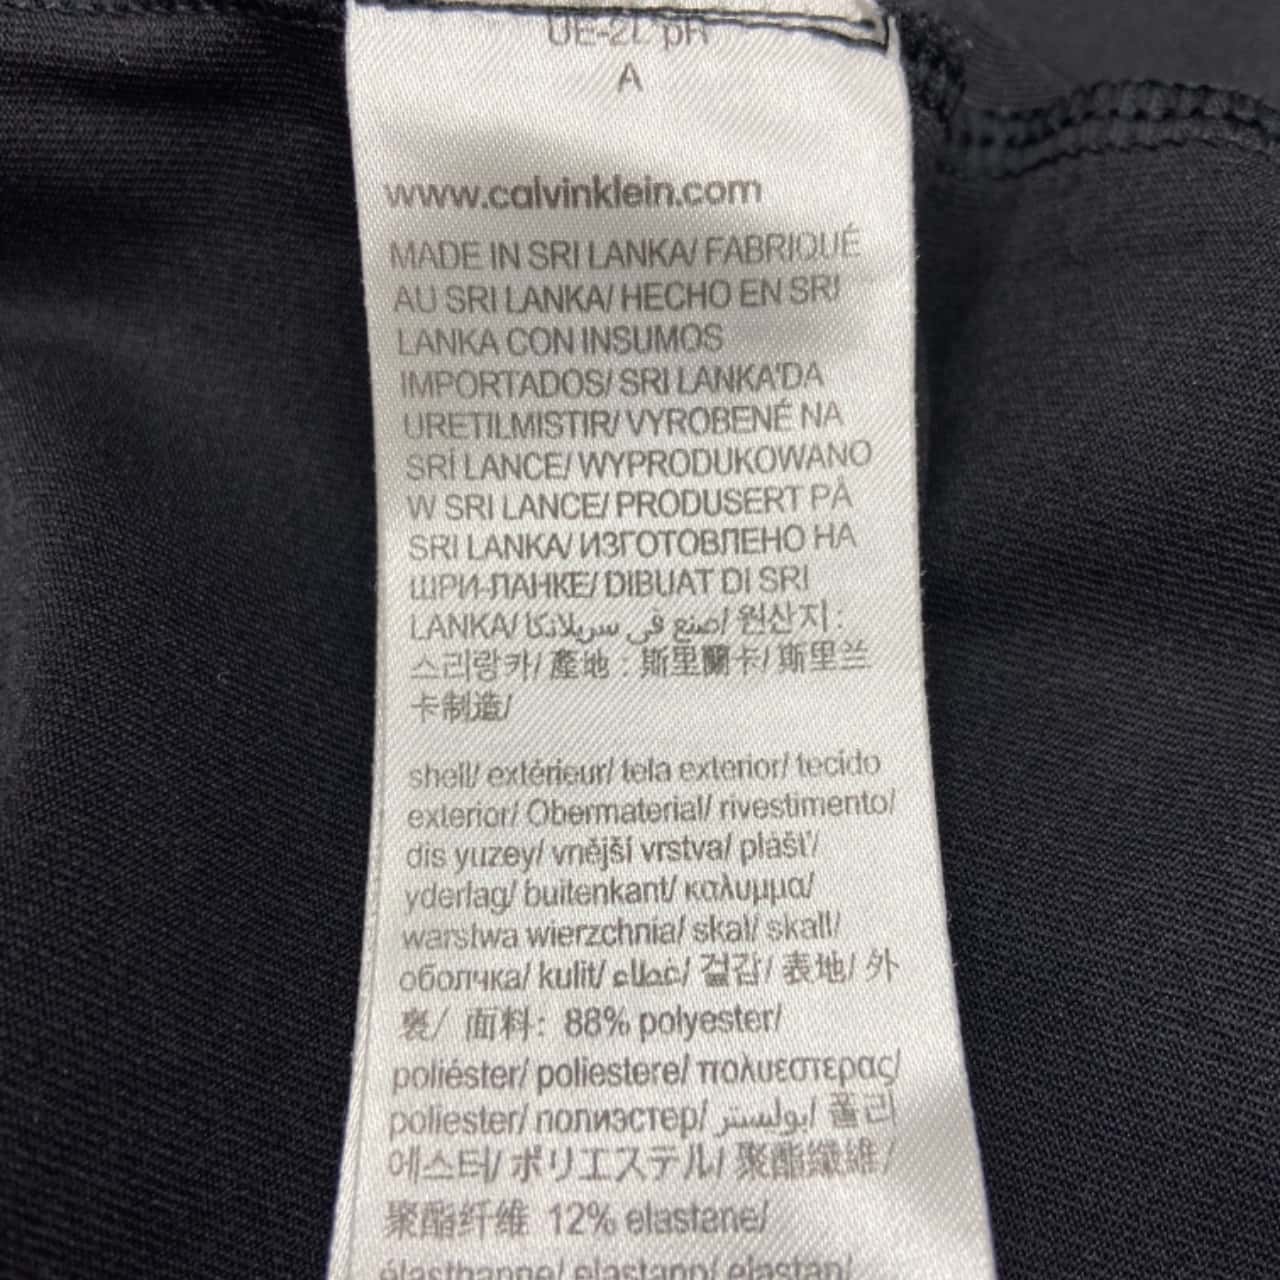 A
www.calvinklein.com
MADE IN SRI LANKA/ FABRIQUÉ
AU SRI LANKA/ HECHO EN SRI
LANKA CON INSUMOS
IMPORTADOS/ SRI LANKA'DA
URETILMISTIR/ VYROBENÉ NA
SRÍ LANCE/ WYPRODUKOWANO
W SRI LANCE/ PRODUSERT PÅ
SRI LANKA/ ИЗГОТОВЛЕНО НА
ШРИ-ЛАНКЕ/ DIBUAT DI SRI
LANKA/ صنع في سريلانكا/ 원산지 :
스리랑카/ 產地 : 斯里蘭卡/ 斯里兰
卡制造/
shell/ extérieur/ tela exterior/ tecido
exterior/ Obermaterial/ rivestimento/
dis yuzey/ vnější vrstva/ plášť/
yderlag/ buitenkant/ καλυμμα/
warstwa wierzchnia/ skal/ skall/
оболчка/ kulit/ غطاء/ 겉감/ 表地/ 外
裏/ 面料: 88% polyester/
poliéster/ poliestere/ πολυεστερας/
poliester/ полиэстер/ بوليستر/ 폴리
에스터/ ポリエステル/ 聚酯纖維/
聚酯纤维 12% elastane/
élasthanne/ elastano/ elastan/